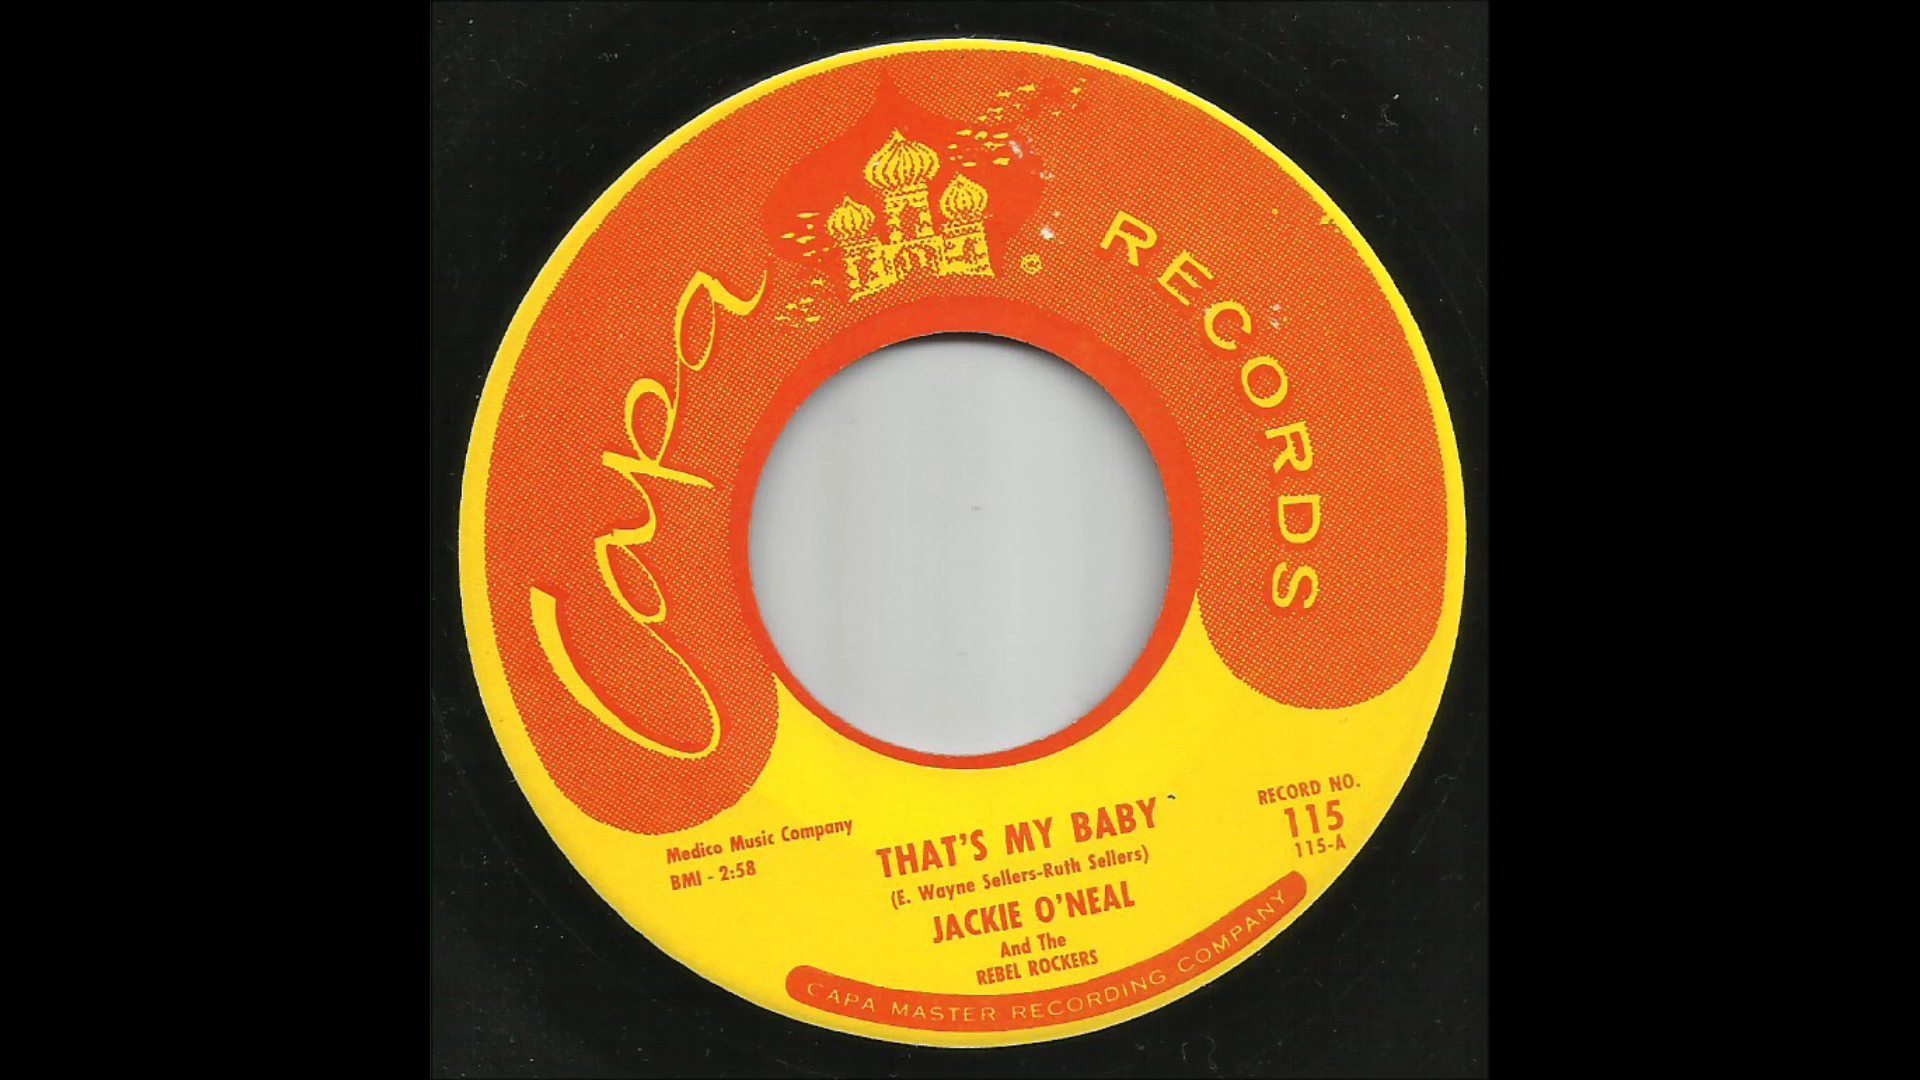 Capa
RECORDS
®
Medico Music Company
BMI - 2:58
THAT'S MY BABY
(E. Wayne Sellers-Ruth Sellers)
JACKIE O'NEAL
And The
REBEL ROCKERS
RECORD NO.
115
115-A
CAPA MASTER RECORDING COMPANY